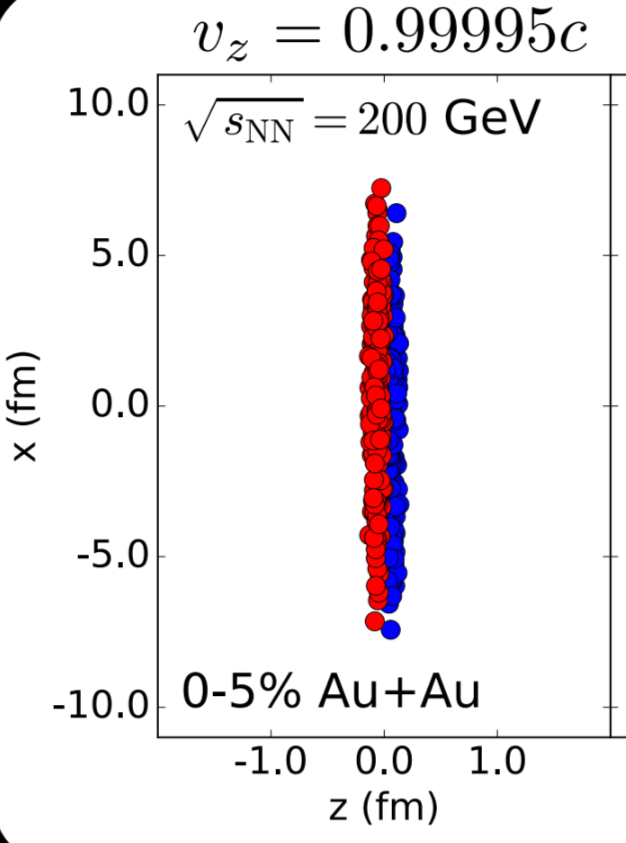 v_z = 0.99995c
√s_NN = 200 GeV
10.0
5.0
0.0
-5.0
-10.0
x (fm)
0-5% Au+Au
-1.0 0.0 1.0
z (fm)